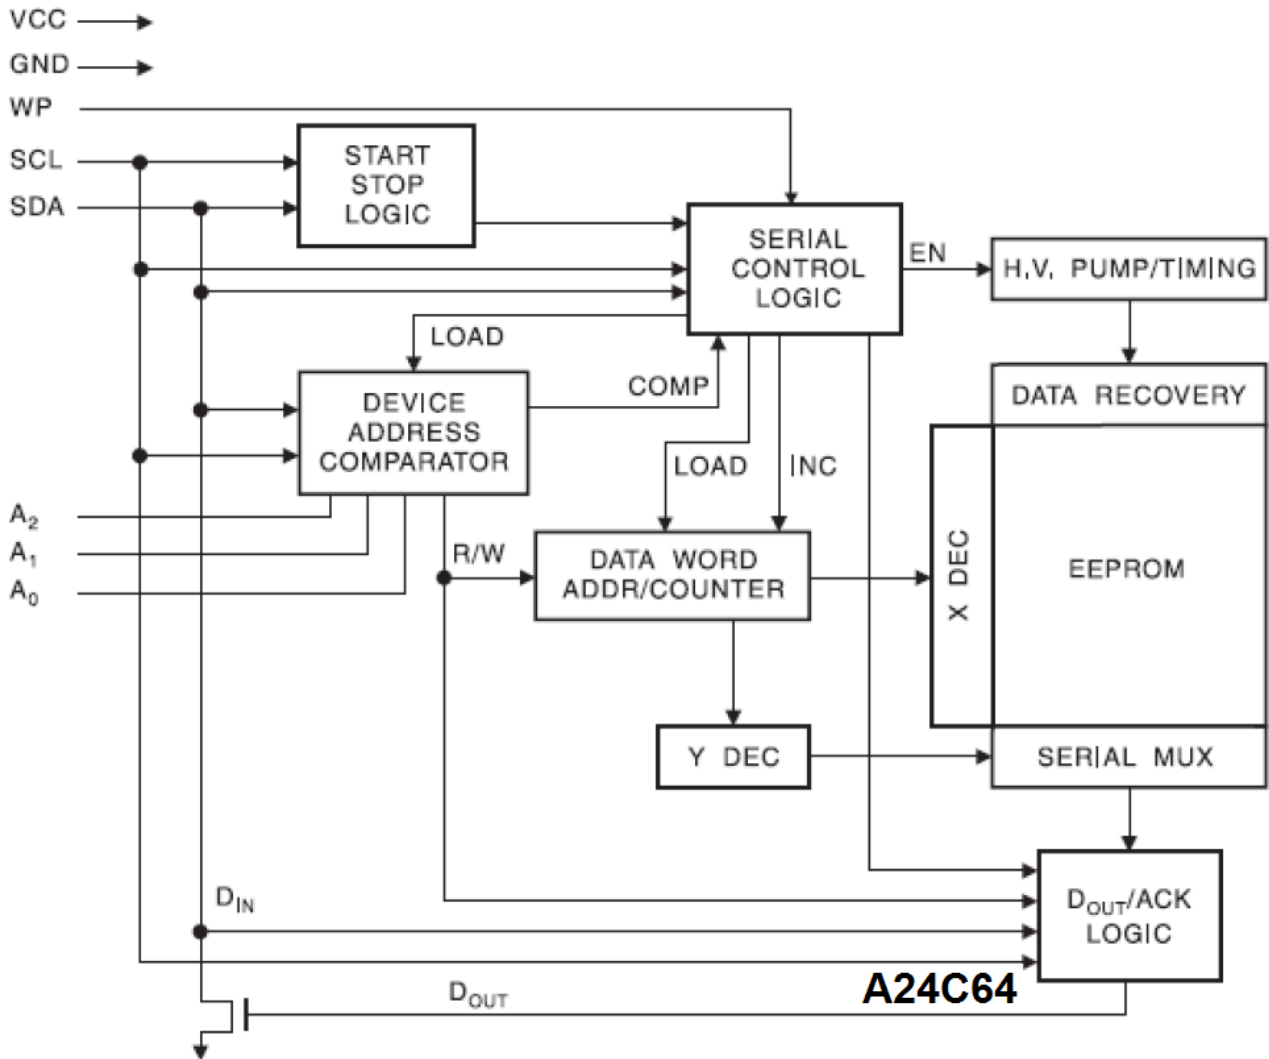 VCC
GND
WP
SCL
SDA
START
STOP
LOGIC
SERIAL
CONTROL
LOGIC
EN
H.V. PUMP/TIMING
LOAD
COMP
DEVICE
ADDRESS
COMPARATOR
LOAD
INC
DATA RECOVERY
A2
A1
A0
R/W
DATA WORD
ADDR/COUNTER
X DEC
EEPROM
Y DEC
SERIAL MUX
DIN
DOUT/ACK
LOGIC
A24C64
DOUT